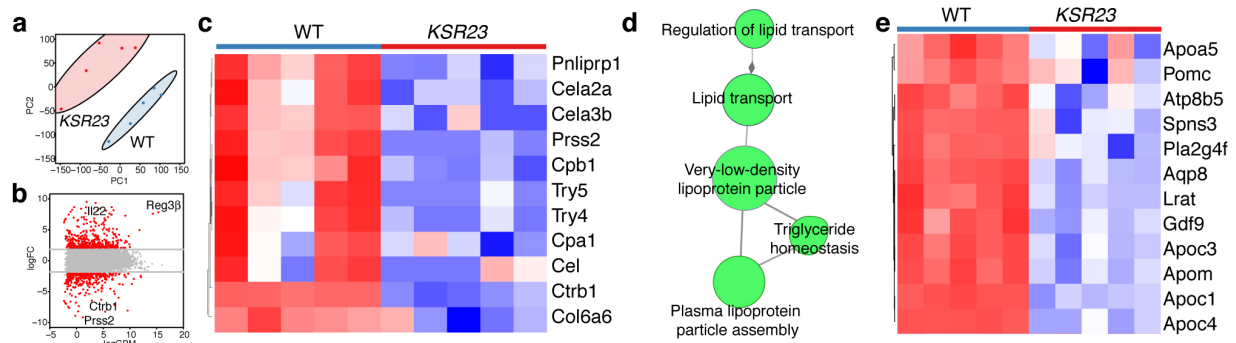 a
100
50
0
-50
-100
-150
PC2
KSR23
WT
-150
-100
-50
0
50
100
150
PC1
b
10
5
0
-5
-10
logFC
Il22
Reg3β
Ctrb1
Prss2
-5
0
5
10
15
20
logCPM
c
WT
KSR23
Pnliprp1
Cela2a
Cela3b
Prss2
Cpb1
Try5
Try4
Cpa1
Cel
Ctrb1
Col6a6
d
Regulation of lipid transport
Lipid transport
Very-low-density
lipoprotein particle
Triglyceride
homeostasis
Plasma lipoprotein
particle assembly
e
WT
KSR23
Apoa5
Pomc
Atp8b5
Spns3
Pla2g4f
Aqp8
Lrat
Gdf9
Apoc3
Apom
Apoc1
Apoc4